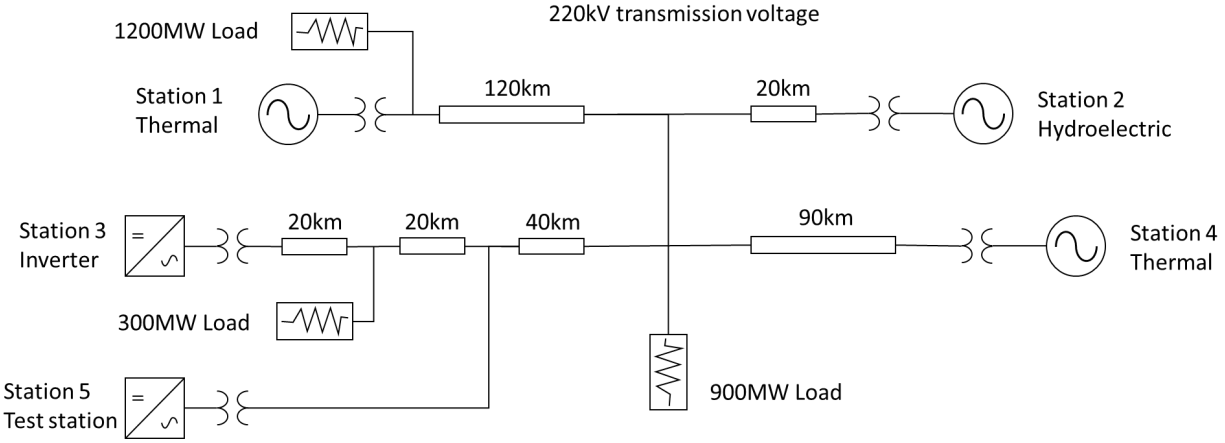 220kV transmission voltage
1200MW Load
Station 1
Thermal
120km
20km
Station 2
Hydroelectric
Station 3
Inverter
20km
20km
40km
90km
Station 4
Thermal
300MW Load
Station 5
Test station
900MW Load